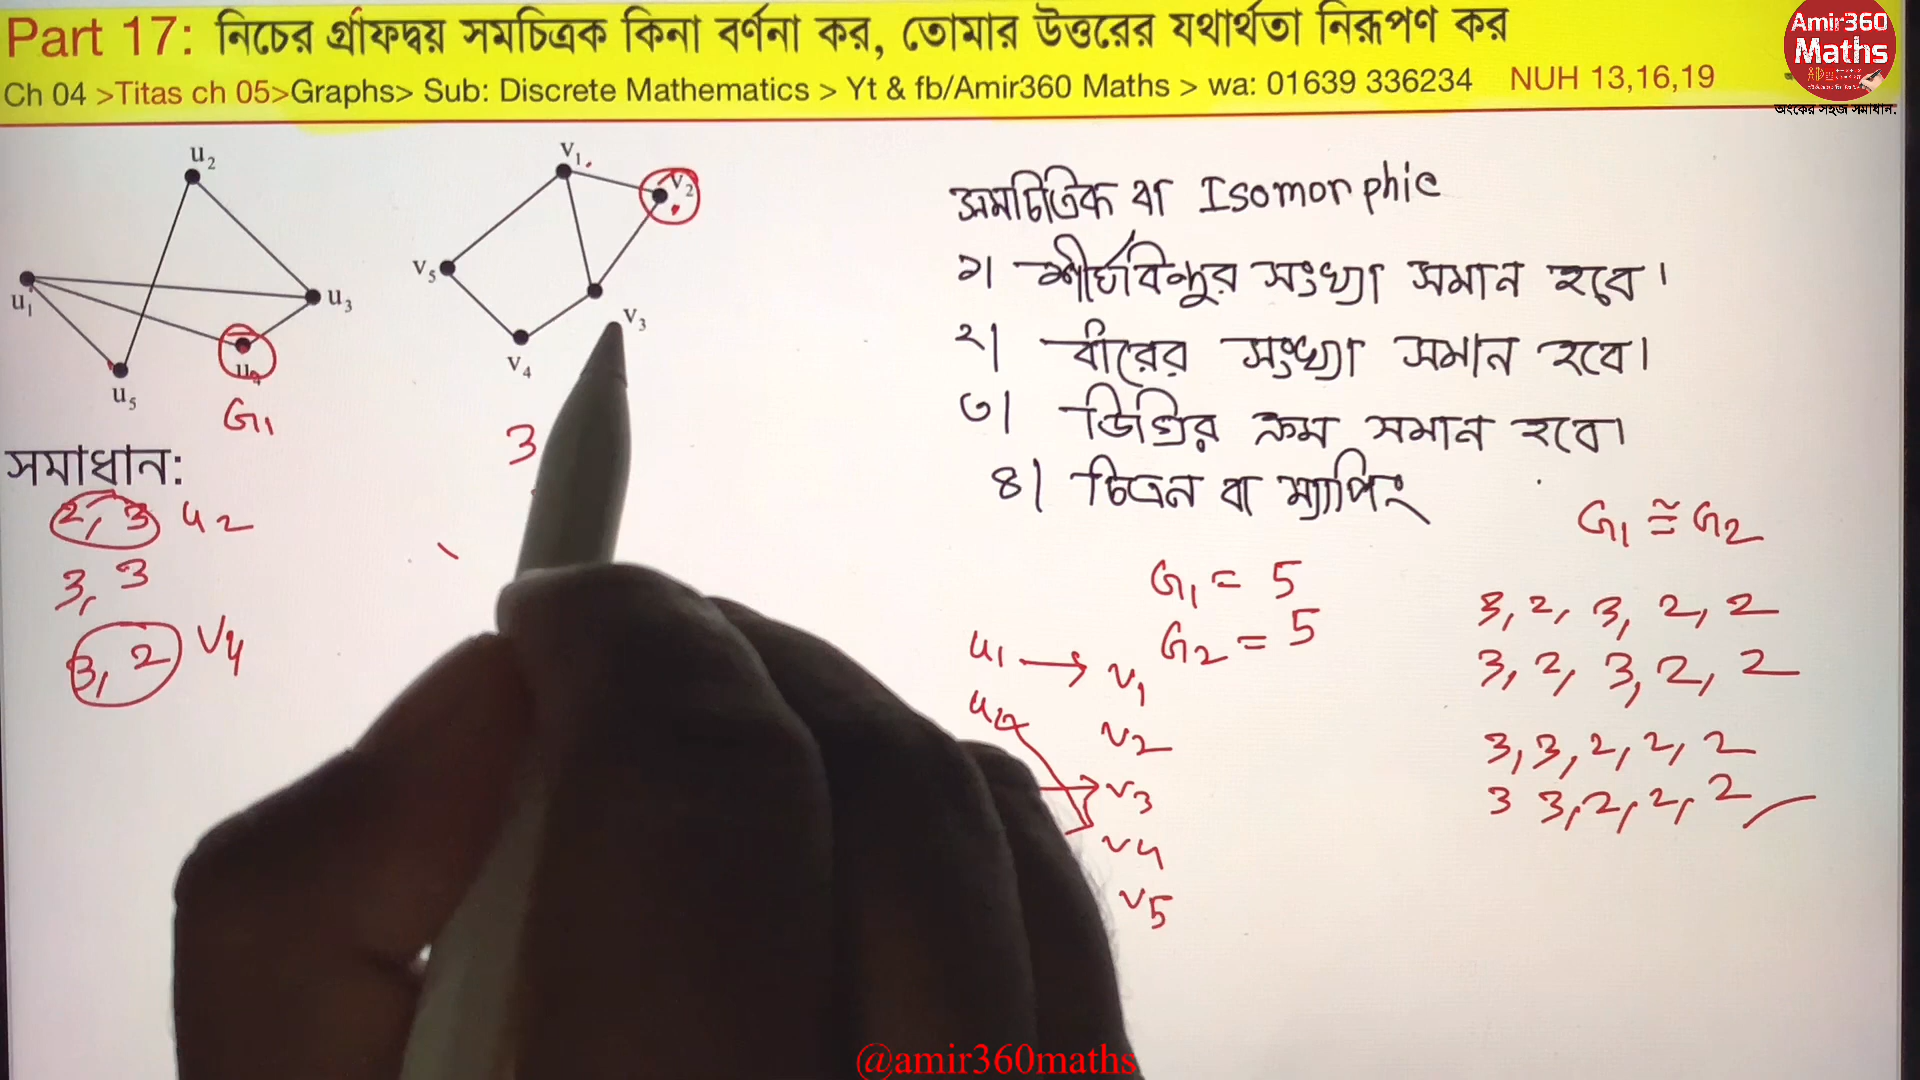 Part 17: নিচের গ্রাফদ্বয় সমচিত্রক কিনা বর্ণনা কর, তোমার উত্তরের যথার্থতা নিরূপণ কর
Ch 04 >Titas ch 05>Graphs> Sub: Discrete Mathematics > Yt & fb/Amir360 Maths > wa: 01639 336234 NUH 13,16,19
Amir360
Maths
অংকের সহজ সমাধান.
u2
u1
u3
u4
u5
G1
v1
v2
v5
v3
v4
3
সমাধান:
2, 3 u2
3, 3
3, 2 v4
সমচিত্রিক বা Isomorphic
১। শীর্ষবিন্দুর সংখ্যা সমান হবে।
২। বাহুর সংখ্যা সমান হবে।
৩। ডিগ্রির ক্রম সমান হবে।
৪। চিত্রন বা ম্যাপিং
G1 ≅ G2
G1 = 5
G2 = 5
u1 → v1
u2
v2
v3
v4
v5
3, 2, 3, 2, 2
3, 2, 3, 2, 2
3, 3, 2, 2, 2
3 3, 2, 2, 2
@amir360maths